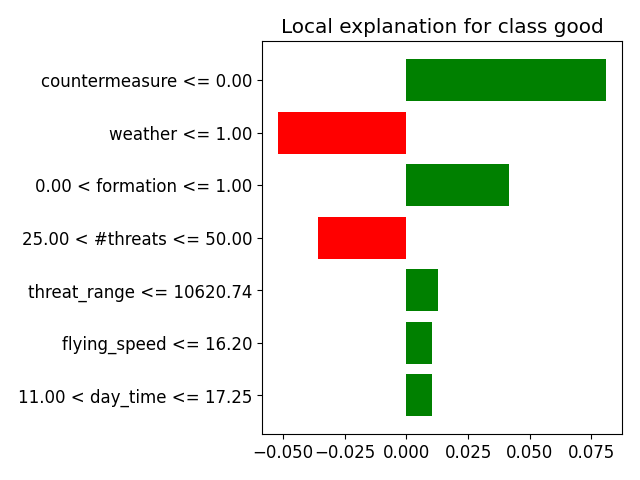 Local explanation for class good
countermeasure <= 0.00
weather <= 1.00
0.00 < formation <= 1.00
25.00 < #threats <= 50.00
threat_range <= 10620.74
flying_speed <= 16.20
11.00 < day_time <= 17.25
−0.050 −0.025 0.000 0.025 0.050 0.075